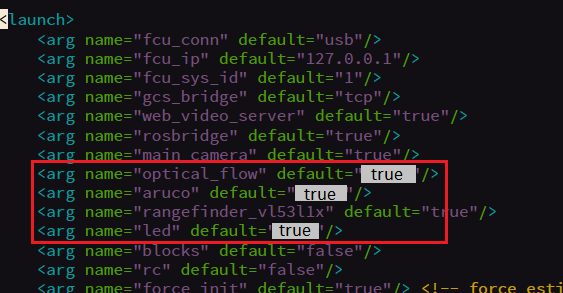 <launch>
<arg name="fcu_conn" default="usb"/>
<arg name="fcu_ip" default="127.0.0.1"/>
<arg name="fcu_sys_id" default="1"/>
<arg name="gcs_bridge" default="tcp"/>
<arg name="web_video_server" default="true"/>
<arg name="rosbridge" default="true"/>
<arg name="main_camera" default="true"/>
<arg name="optical_flow" default="true"/>
<arg name="aruco" default="true"/>
<arg name="rangefinder_vl53l1x" default="true"/>
<arg name="led" default="true"/>
<arg name="blocks" default="false"/>
<arg name="rc" default="false"/>
<arg name="force_init" default="true"/> <!-- force esti